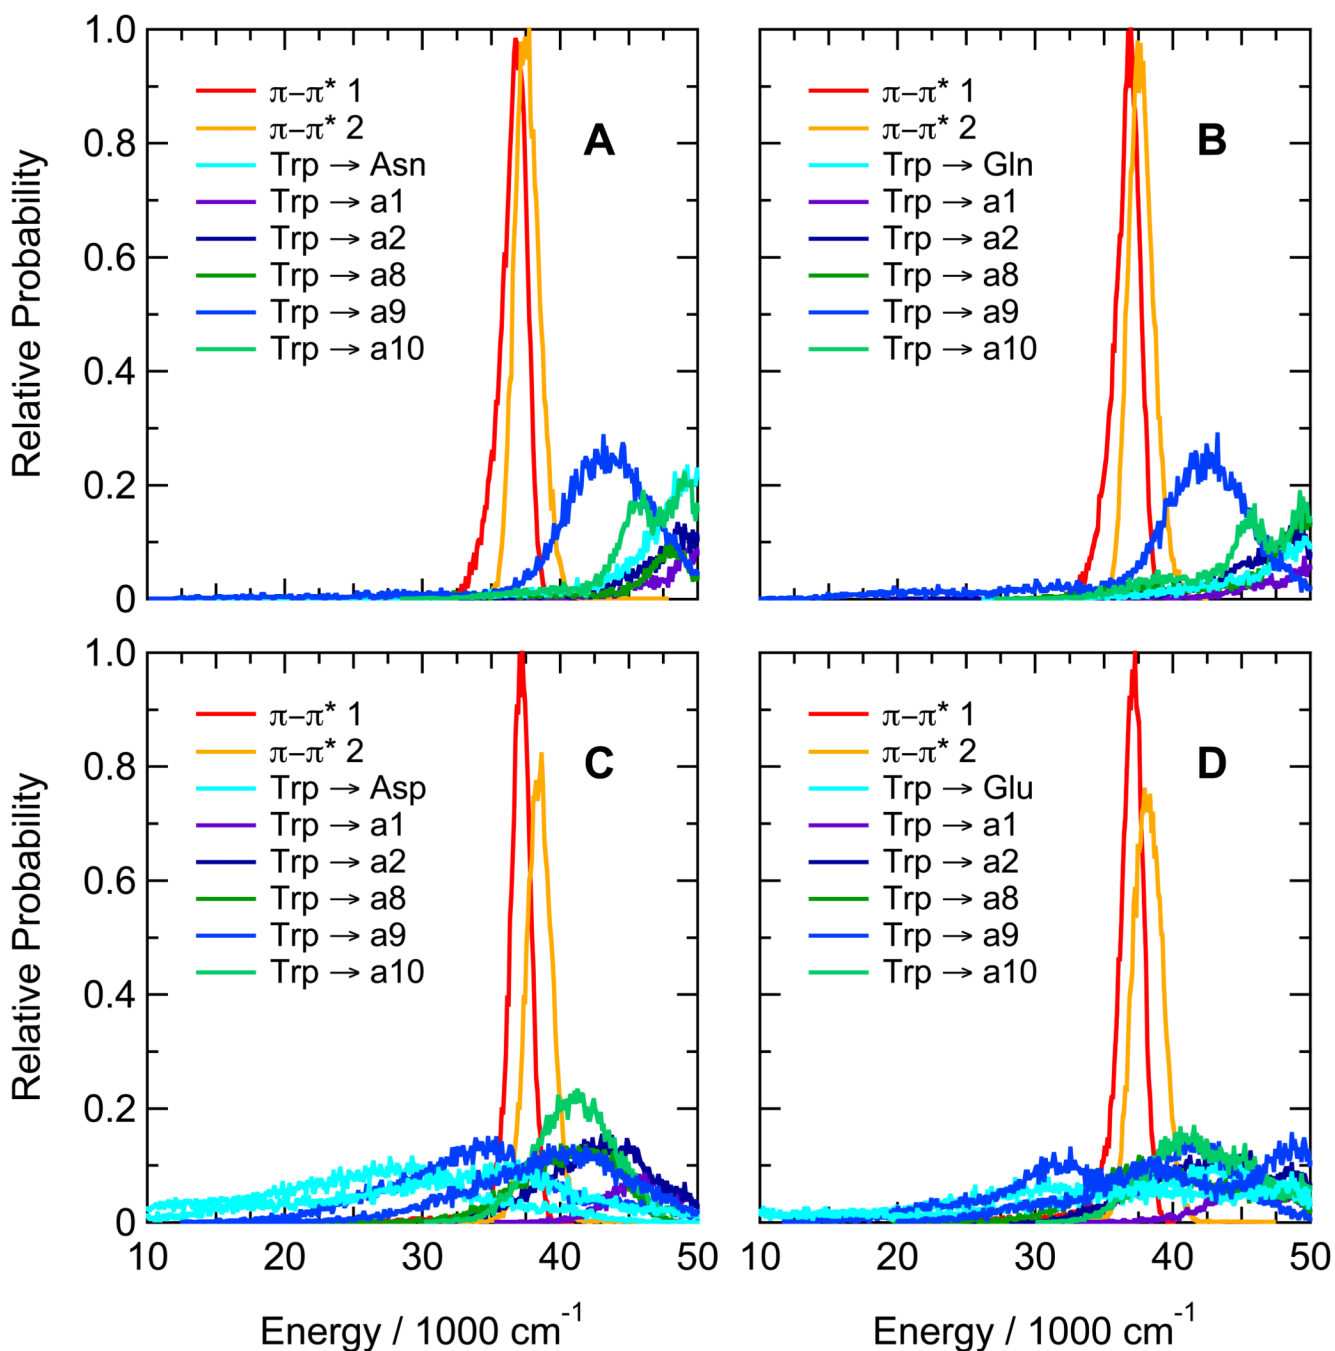 Relative Probability
1.0
0.8
0.6
0.4
0.2
0
π–π* 1
π–π* 2
Trp → Asn
Trp → a1
Trp → a2
Trp → a8
Trp → a9
Trp → a10
A
π–π* 1
π–π* 2
Trp → Gln
Trp → a1
Trp → a2
Trp → a8
Trp → a9
Trp → a10
B
Relative Probability
1.0
0.8
0.6
0.4
0.2
0
π–π* 1
π–π* 2
Trp → Asp
Trp → a1
Trp → a2
Trp → a8
Trp → a9
Trp → a10
C
π–π* 1
π–π* 2
Trp → Glu
Trp → a1
Trp → a2
Trp → a8
Trp → a9
Trp → a10
D
10 20 30 40 50
10 20 30 40 50
Energy / 1000 cm⁻¹
Energy / 1000 cm⁻¹